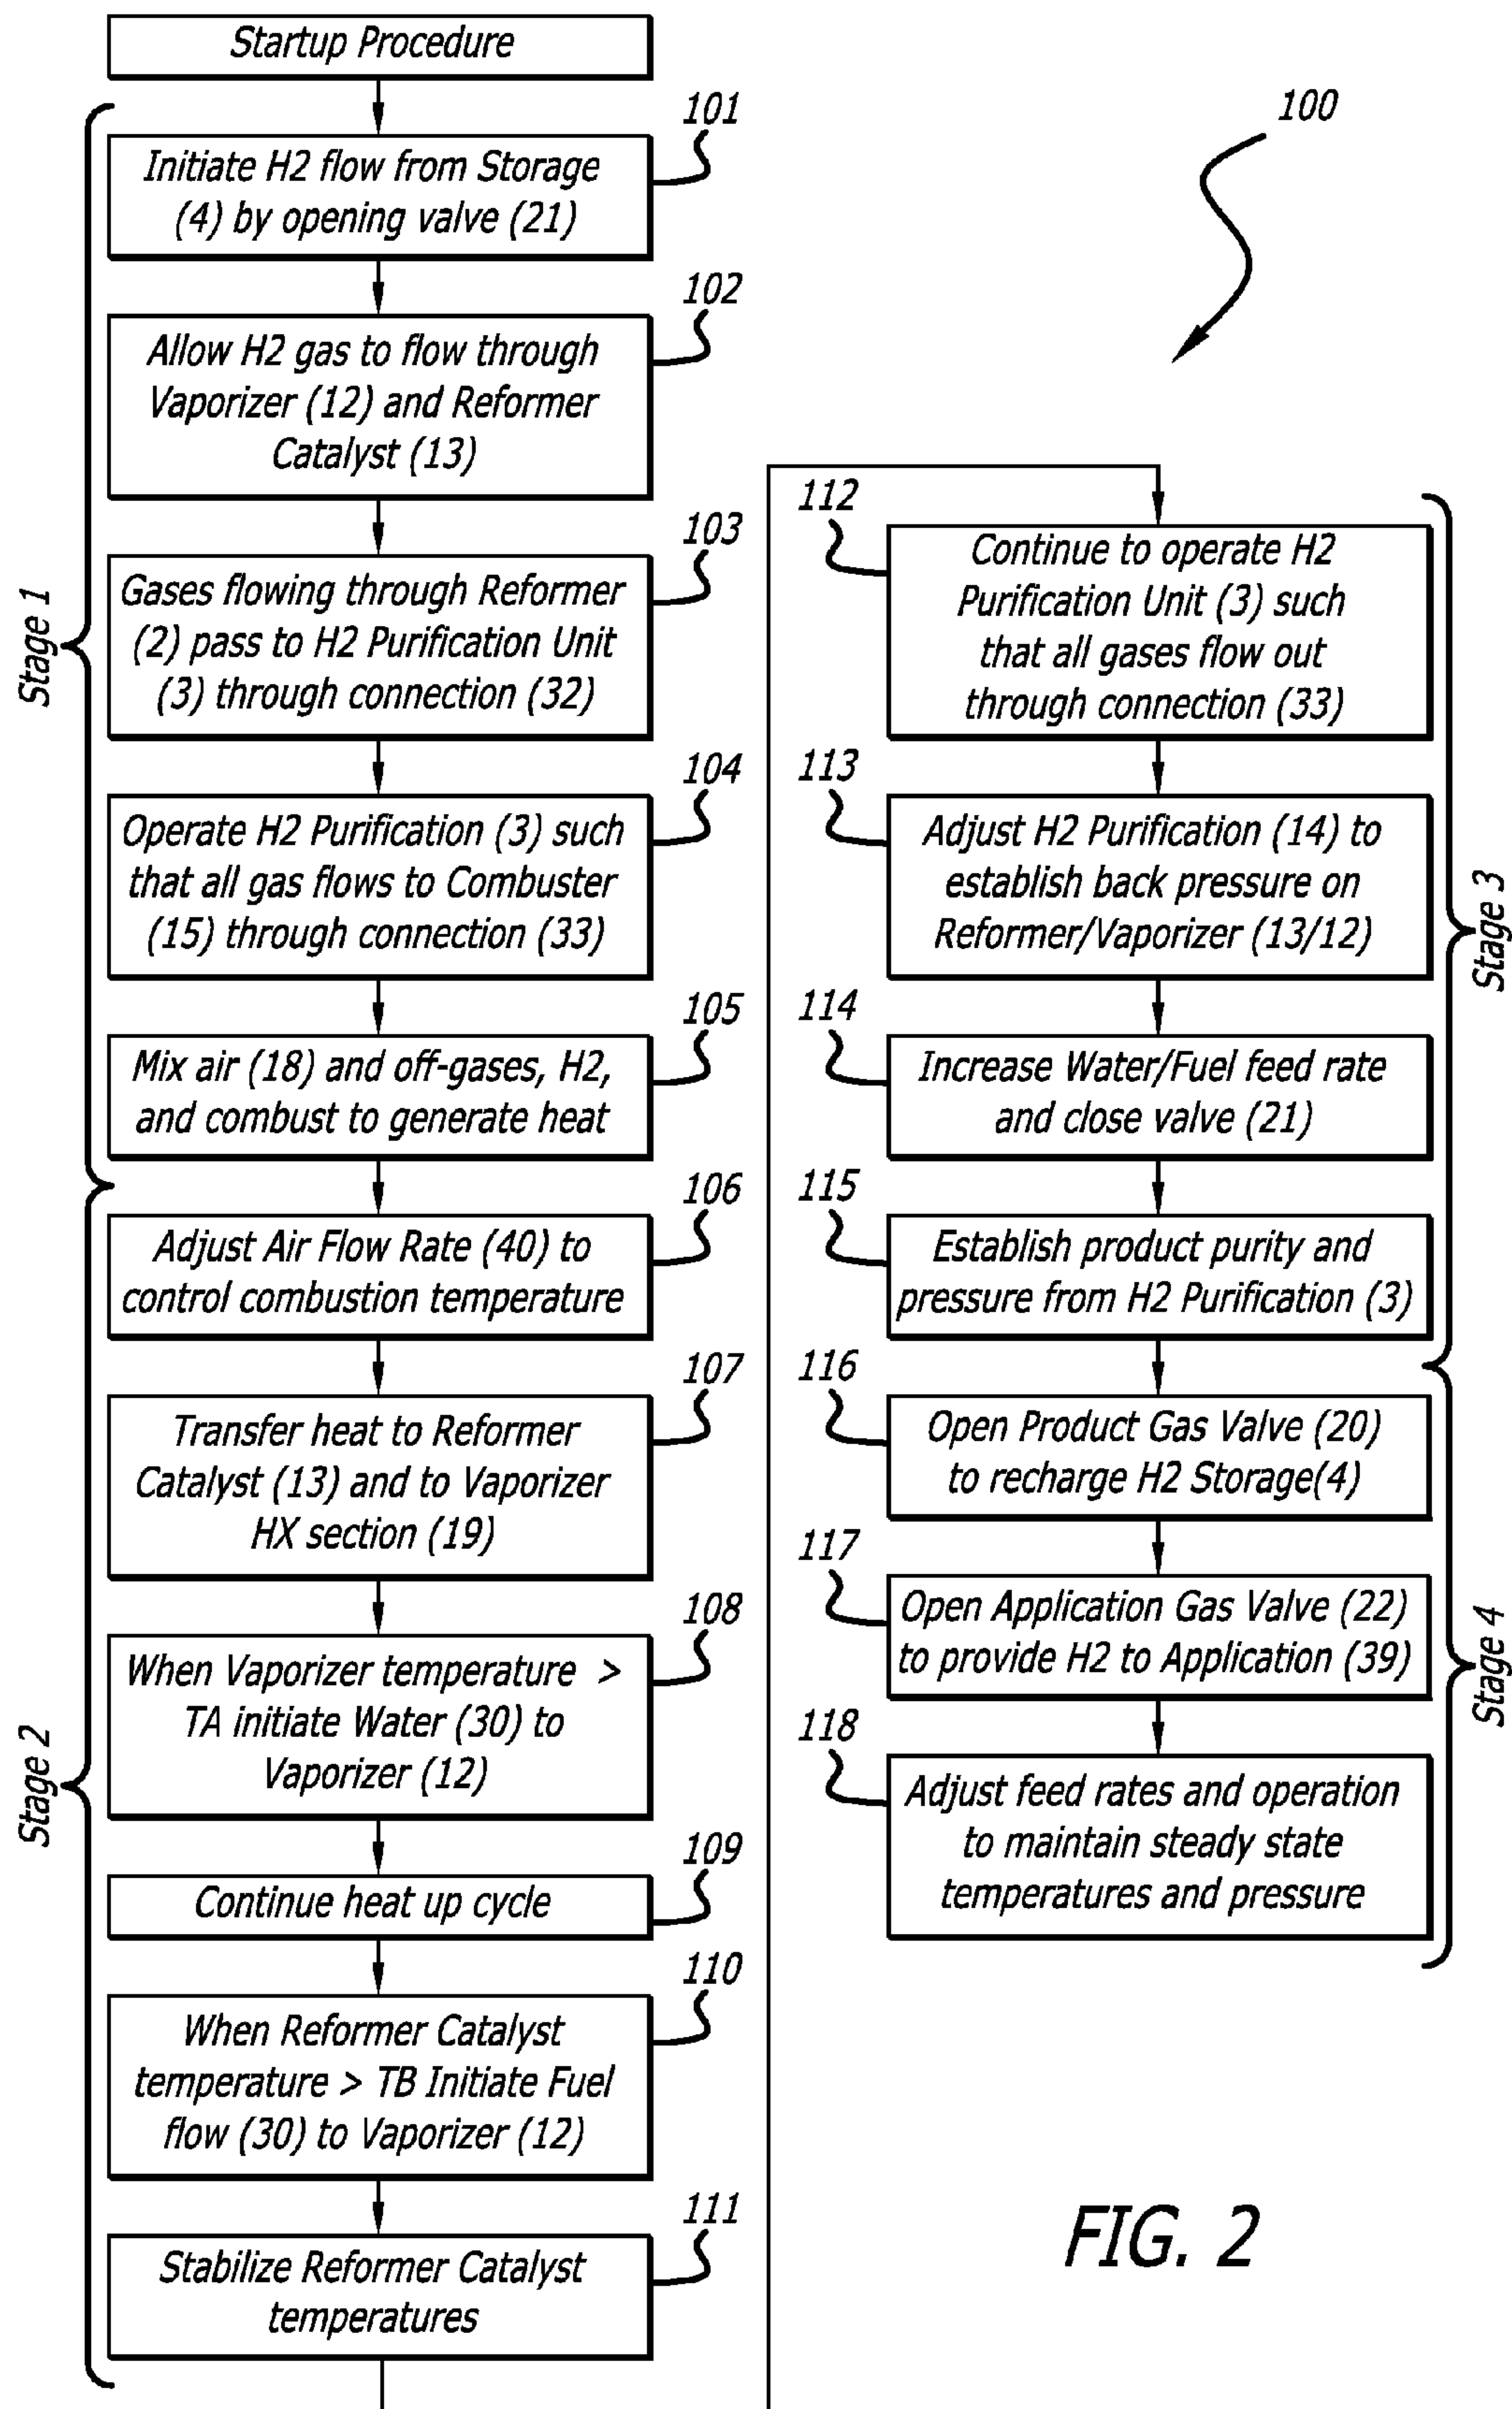 Startup Procedure
Stage 1
101
Initiate H2 flow from Storage
(4) by opening valve (21)
102
Allow H2 gas to flow through
Vaporizer (12) and Reformer
Catalyst (13)
103
Gases flowing through Reformer
(2) pass to H2 Purification Unit
(3) through connection (32)
104
Operate H2 Purification (3) such
that all gas flows to Combuster
(15) through connection (33)
105
Mix air (18) and off-gases, H2,
and combust to generate heat
Stage 2
106
Adjust Air Flow Rate (40) to
control combustion temperature
107
Transfer heat to Reformer
Catalyst (13) and to Vaporizer
HX section (19)
108
When Vaporizer temperature >
TA initiate Water (30) to
Vaporizer (12)
109
Continue heat up cycle
110
When Reformer Catalyst
temperature > TB Initiate Fuel
flow (30) to Vaporizer (12)
111
Stabilize Reformer Catalyst
temperatures
100
Stage 3
112
Continue to operate H2
Purification Unit (3) such
that all gases flow out
through connection (33)
113
Adjust H2 Purification (14) to
establish back pressure on
Reformer/Vaporizer (13/12)
114
Increase Water/Fuel feed rate
and close valve (21)
115
Establish product purity and
pressure from H2 Purification (3)
Stage 4
116
Open Product Gas Valve (20)
to recharge H2 Storage(4)
117
Open Application Gas Valve (22)
to provide H2 to Application (39)
118
Adjust feed rates and operation
to maintain steady state
temperatures and pressure
FIG. 2